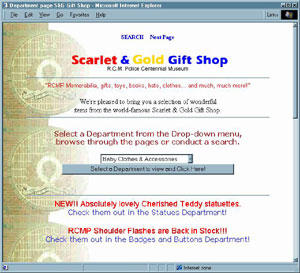 Department page S&G Gift Shop - Microsoft Internet Explorer
File Edit View Go Favorites Help
Links
SEARCH Next Page
Scarlet & Gold Gift Shop
R.C.M. Police Centennial Museum
"RCMP Memorabilia, gifts, toys, books, hats, clothes... and much, much more!"
We're pleased to bring you a selection of wonderful
items from the world-famous Scarlet & Gold Gift Shop.
Select a Department from the Drop-down menu,
browse through the pages or conduct a search.
Baby Clothes & Accessories
Select a Department to view and Click Here!
NEW!! Absolutely lovely Cherished Teddy statuettes.
Check them out in the Statues Department!
RCMP Shoulder Flashes are Back in Stock!!!
Check them out in the Badges and Buttons Department!
Internet zone